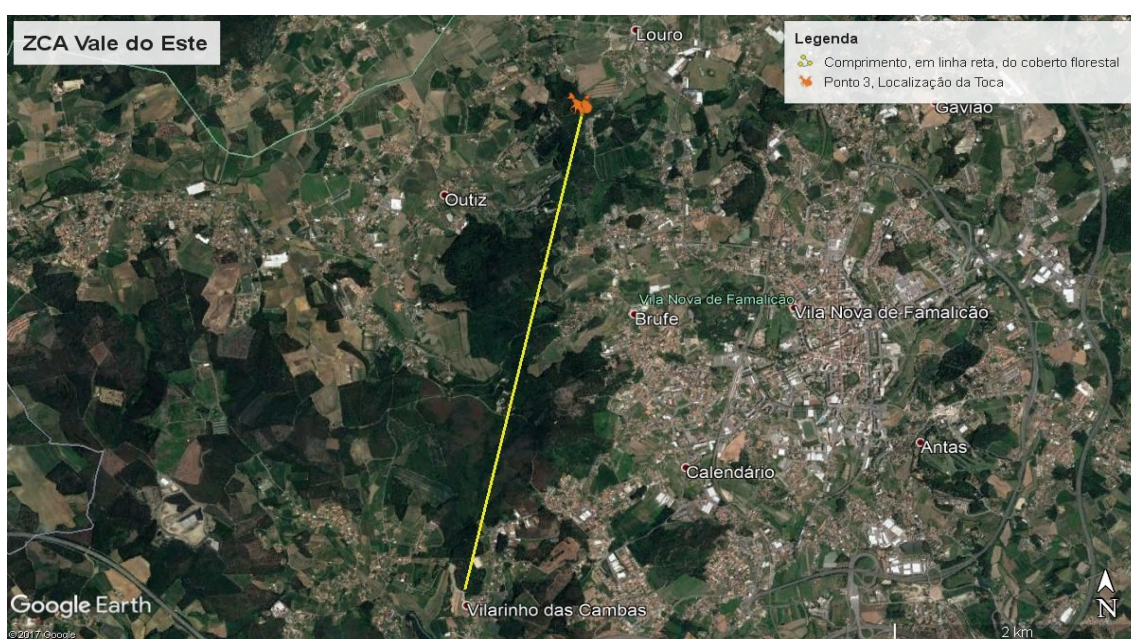 ZCA Vale do Este
Legenda
Comprimento, em linha reta, do coberto florestal
Ponto 3, Localização da Toca
Louro
Gavião
Outiz
Vila Nova de Famalicão
Brufe
Vila Nova de Famalicão
Antas
Calendário
Vilarinho das Cambas
Google Earth
©2017 Google
2 km
N